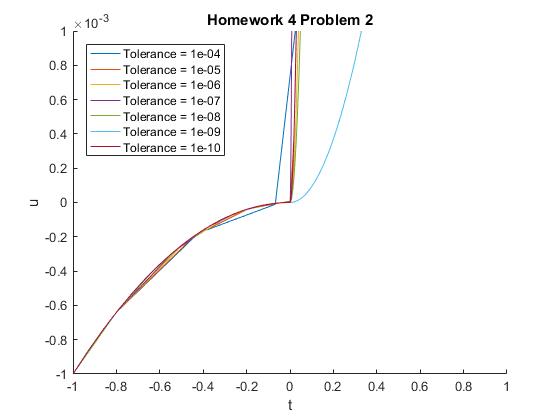 Homework 4 Problem 2
×10⁻³
1
0.8
0.6
0.4
0.2
0
-0.2
-0.4
-0.6
-0.8
-1
u
Tolerance = 1e-04
Tolerance = 1e-05
Tolerance = 1e-06
Tolerance = 1e-07
Tolerance = 1e-08
Tolerance = 1e-09
Tolerance = 1e-10
-1 -0.8 -0.6 -0.4 -0.2 0 0.2 0.4 0.6 0.8 1
t